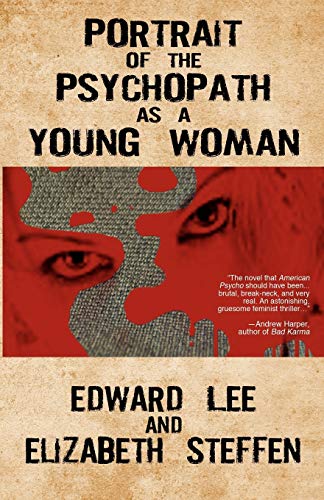 PORTRAIT
OF THE
PSYCHOPATH
AS A
YOUNG WOMAN
"The novel that American
Psycho should have been...
brutal, break-neck, and very
real. An astonishing,
gruesome feminist thriller..."
—Andrew Harper,
author of Bad Karma
EDWARD LEE
AND
ELIZABETH STEFFEN